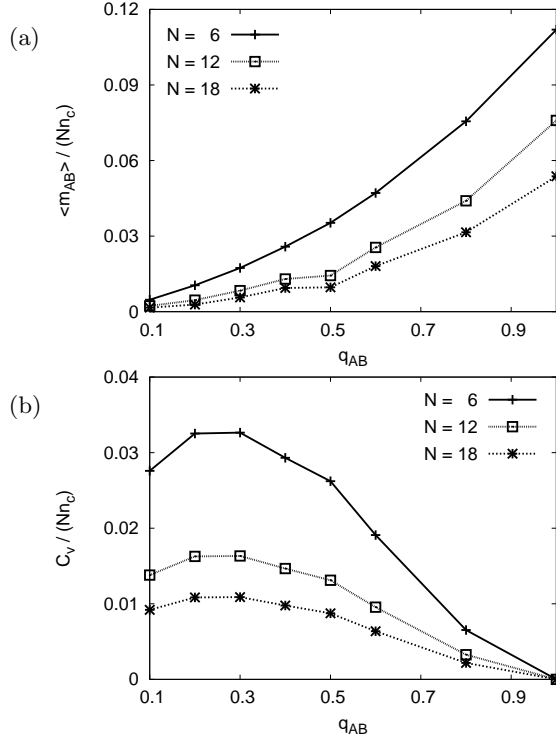 (a)
<m_AB> / (Nn_c)
0.12
0.09
0.06
0.03
0
N = 6
N = 12
N = 18
0.1 0.3 0.5 0.7 0.9
q_AB
(b)
C_v / (Nn_c)
0.04
0.03
0.02
0.01
0
N = 6
N = 12
N = 18
0.1 0.3 0.5 0.7 0.9
q_AB